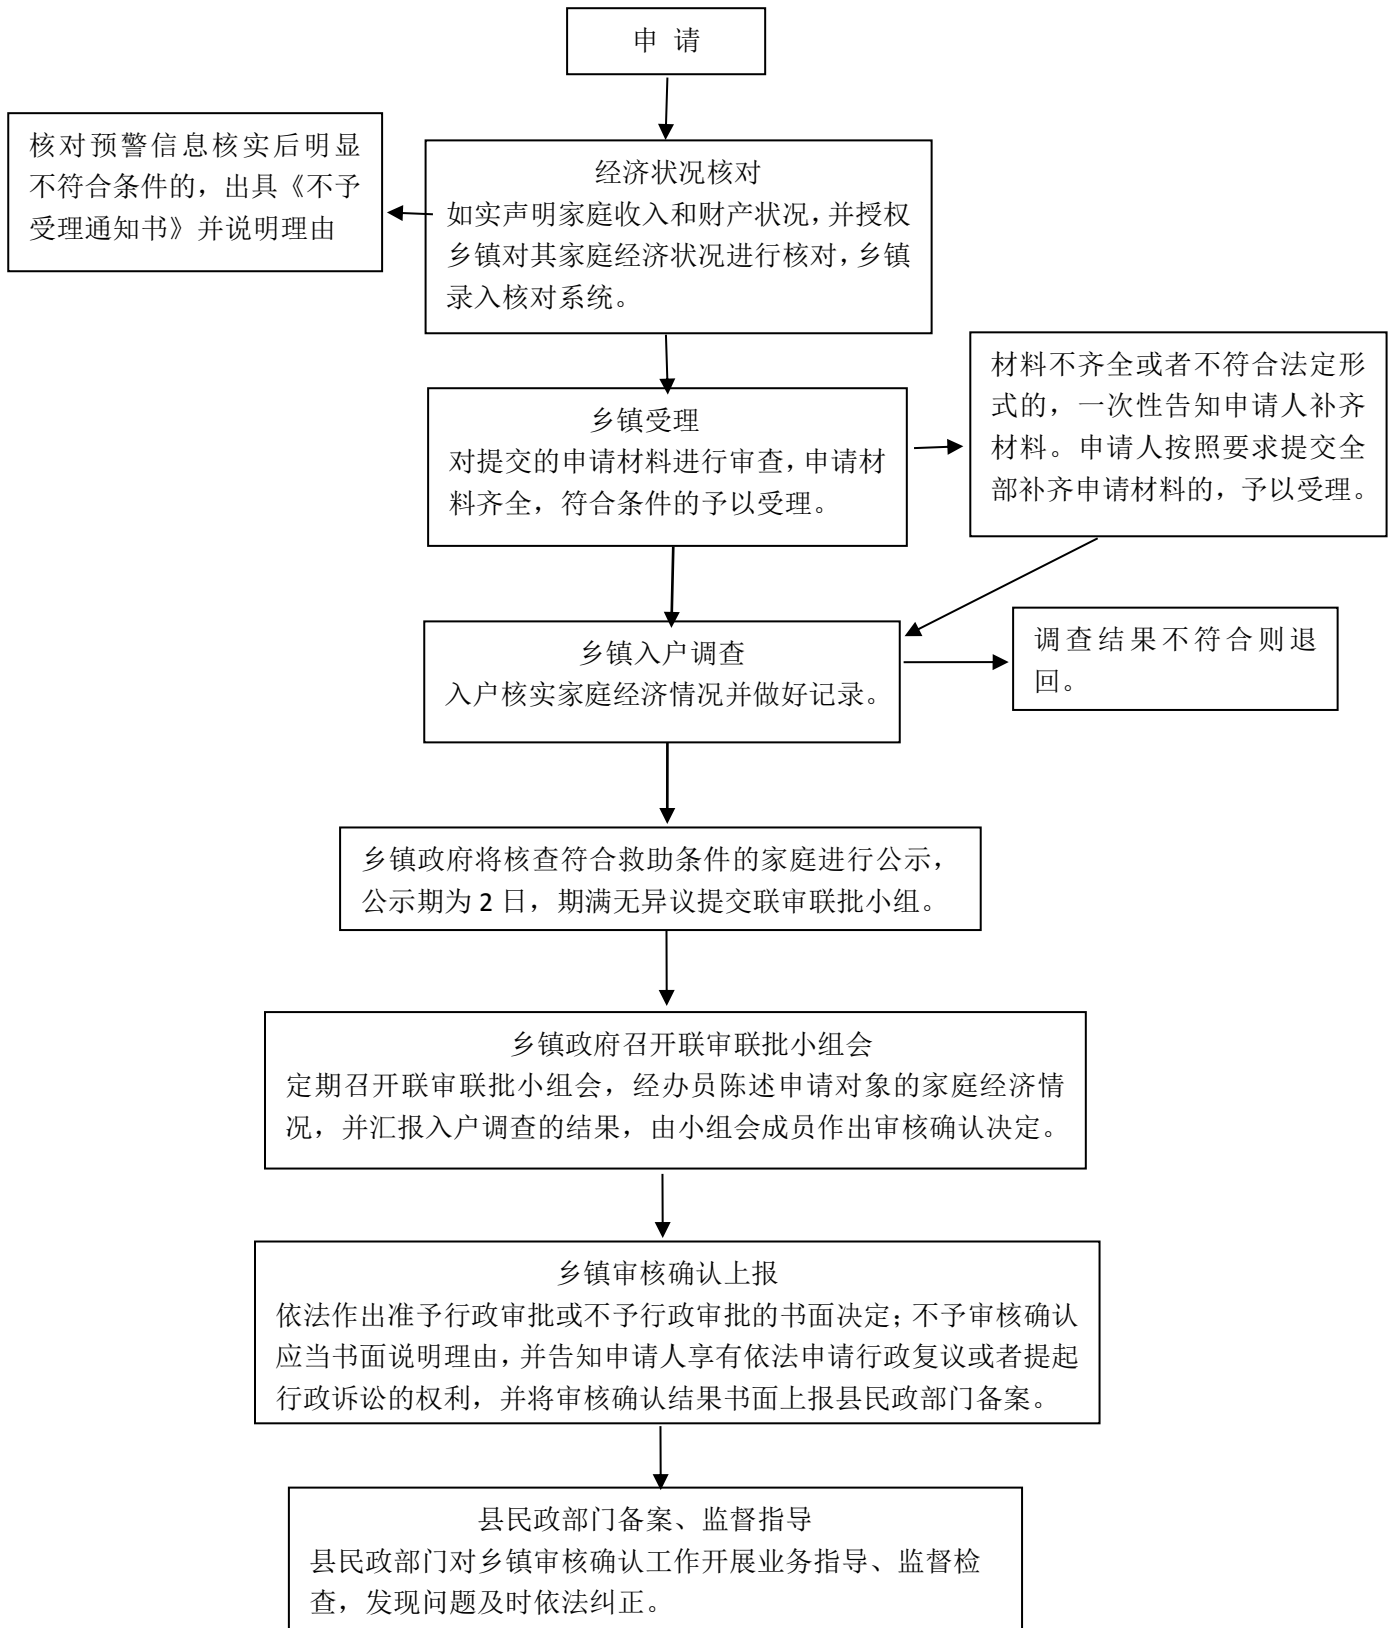 申 请
核对预警信息核实后明显
不符合条件的，出具《不予
受理通知书》并说明理由
经济状况核对
如实声明家庭收入和财产状况，并授权
乡镇对其家庭经济状况进行核对，乡镇
录入核对系统。
材料不齐全或者不符合法定形
式的，一次性告知申请人补齐
材料。申请人按照要求提交全
部补齐申请材料的，予以受理。
乡镇受理
对提交的申请材料进行审查，申请材
料齐全，符合条件的予以受理。
乡镇入户调查
入户核实家庭经济情况并做好记录。
调查结果不符合则退
回。
乡镇政府将核查符合救助条件的家庭进行公示，
公示期为 2 日，期满无异议提交联审联批小组。
乡镇政府召开联审联批小组会
定期召开联审联批小组会，经办员陈述申请对象的家庭经济情
况，并汇报入户调查的结果，由小组会成员作出审核确认决定。
乡镇审核确认上报
依法作出准予行政审批或不予行政审批的书面决定；不予审核确认
应当书面说明理由，并告知申请人享有依法申请行政复议或者提起
行政诉讼的权利，并将审核确认结果书面上报县民政部门备案。
县民政部门备案、监督指导
县民政部门对乡镇审核确认工作开展业务指导、监督检
查，发现问题及时依法纠正。